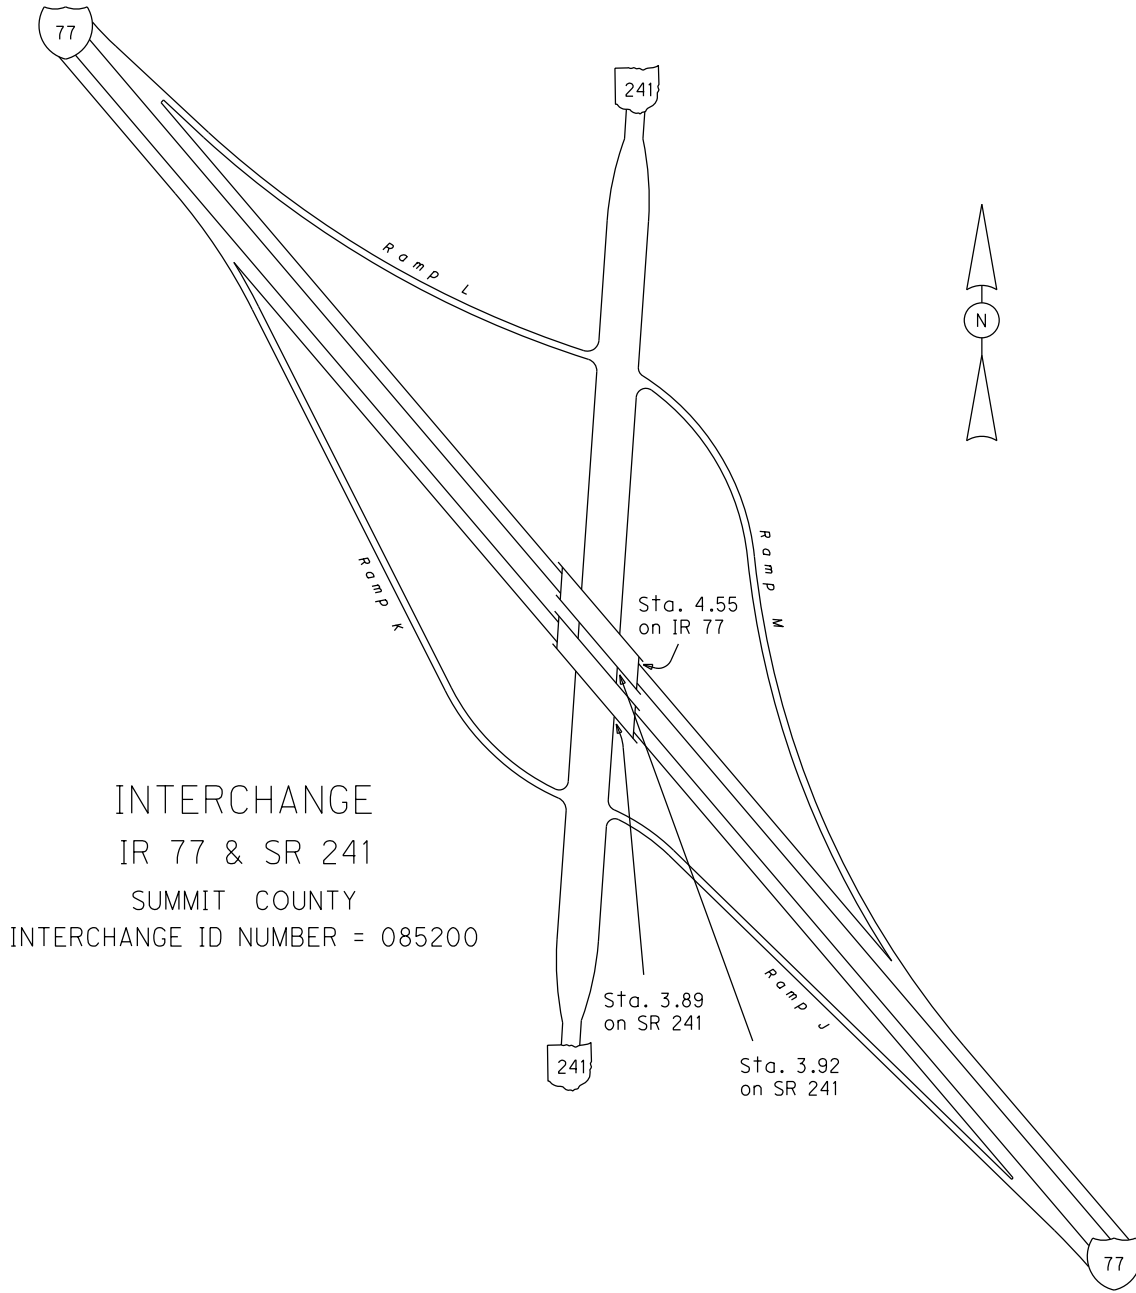 77
241
Ramp L
N
Ramp M
Ramp K
Sta. 4.55
on IR 77
INTERCHANGE
IR 77 & SR 241
SUMMIT COUNTY
INTERCHANGE ID NUMBER = 085200
Ramp J
Sta. 3.89
on SR 241
Sta. 3.92
on SR 241
241
77